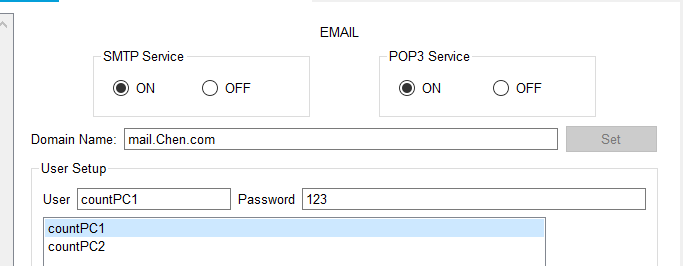 EMAIL
SMTP Service
POP3 Service
ON OFF
ON OFF
Domain Name: mail.Chen.com Set
User Setup
User countPC1 Password 123
countPC1
countPC2